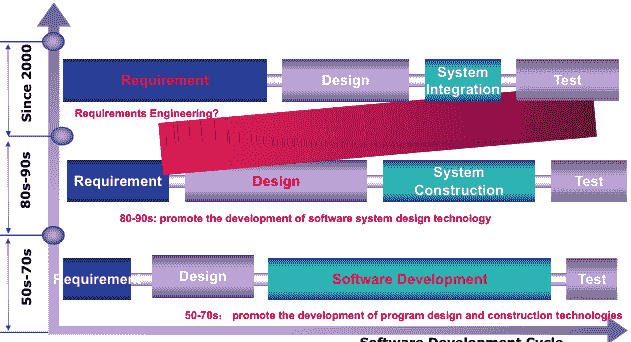 Since 2000
Requirement
Design
System
Integration
Test
Requirements Engineering?
80s-90s
Requirement
Design
System
Construction
Test
80-90s: promote the development of software system design technology
50s-70s
Requirement
Design
Software Development
Test
50-70s: promote the development of program design and construction technologies
Software Development Cycle